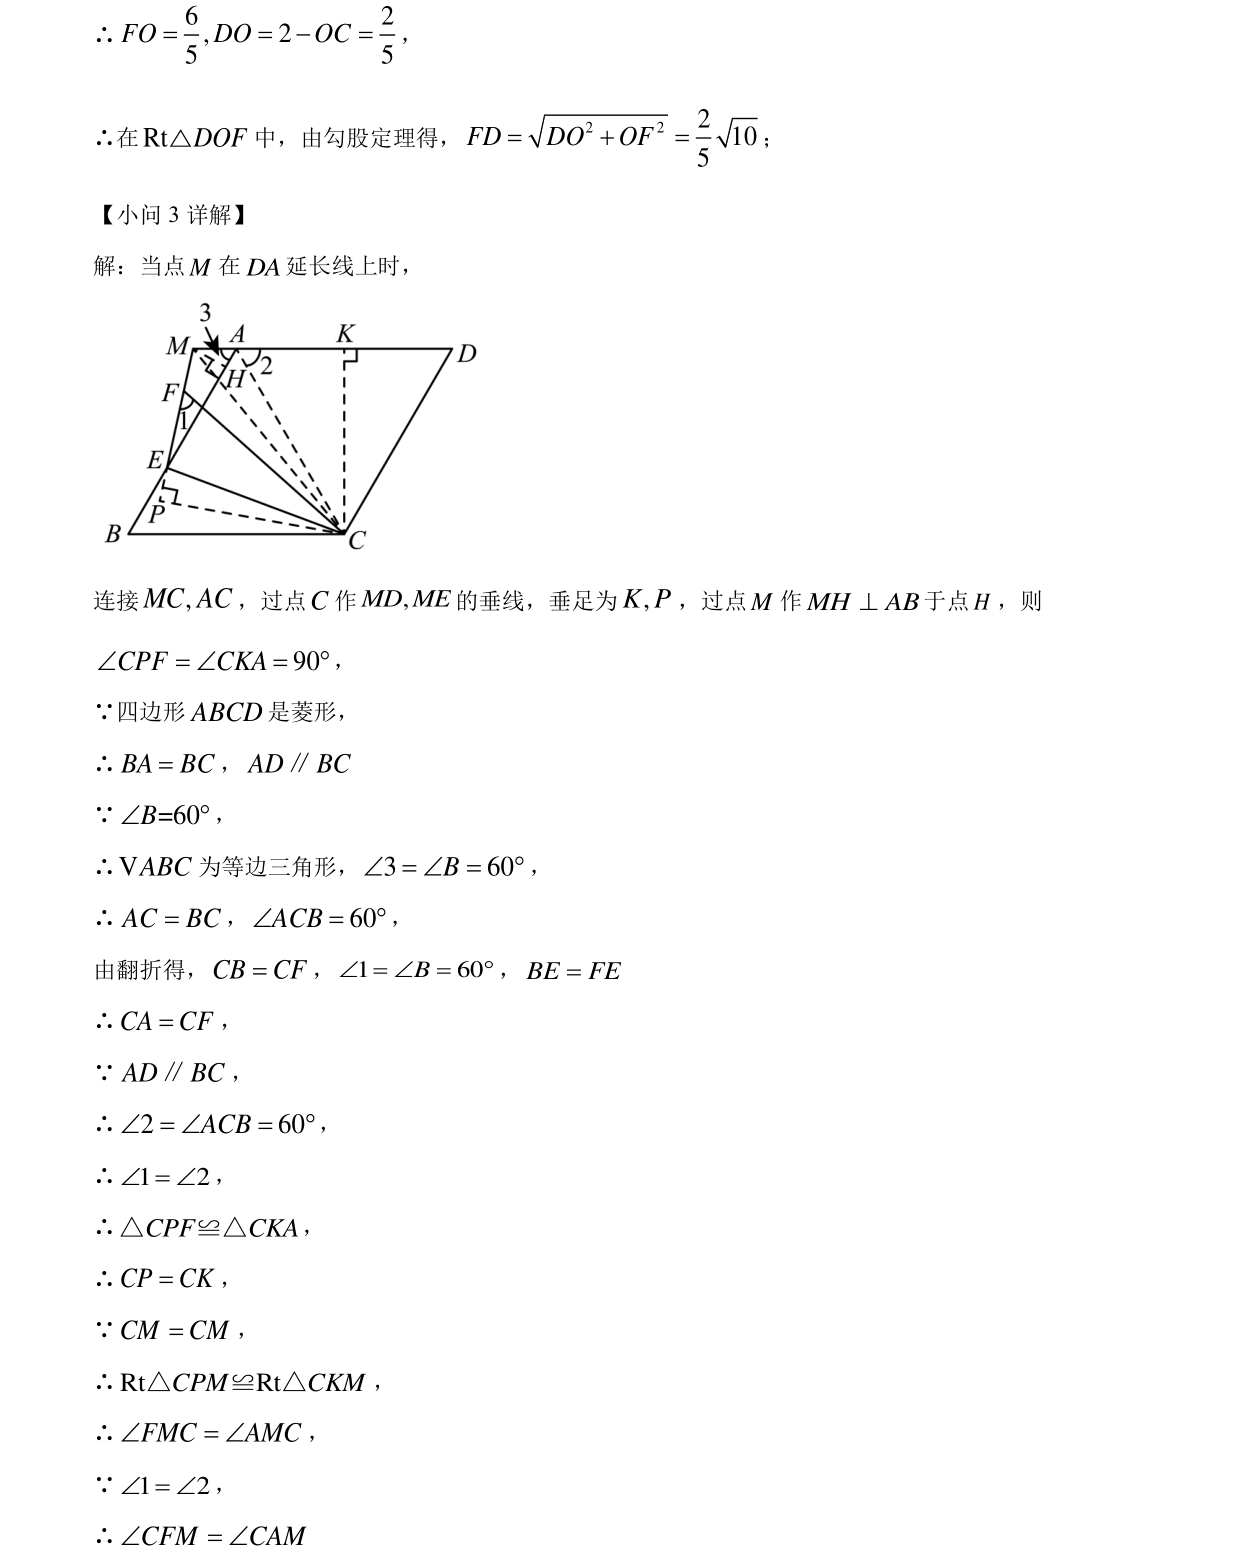 ∴FO=6/5,DO=2−OC=2/5，
∴在Rt△DOF中，由勾股定理得，FD=√(DO²+OF²)=2/5√10；
【小问 3 详解】
解：当点M在DA延长线上时，
3
M A K D
H 2
F
1
E
P
B C
连接MC,AC，过点C作MD,ME的垂线，垂足为K,P，过点M作MH⊥AB于点H，则
∠CPF=∠CKA=90°，
∵四边形ABCD是菱形，
∴BA=BC，AD∥BC
∵∠B=60°，
∴VABC为等边三角形，∠3=∠B=60°，
∴AC=BC，∠ACB=60°，
由翻折得，CB=CF，∠1=∠B=60°，BE=FE
∴CA=CF，
∵AD∥BC，
∴∠2=∠ACB=60°，
∴∠1=∠2，
∴△CPF≌△CKA，
∴CP=CK，
∵CM=CM，
∴Rt△CPM≌Rt△CKM，
∴∠FMC=∠AMC，
∵∠1=∠2，
∴∠CFM=∠CAM